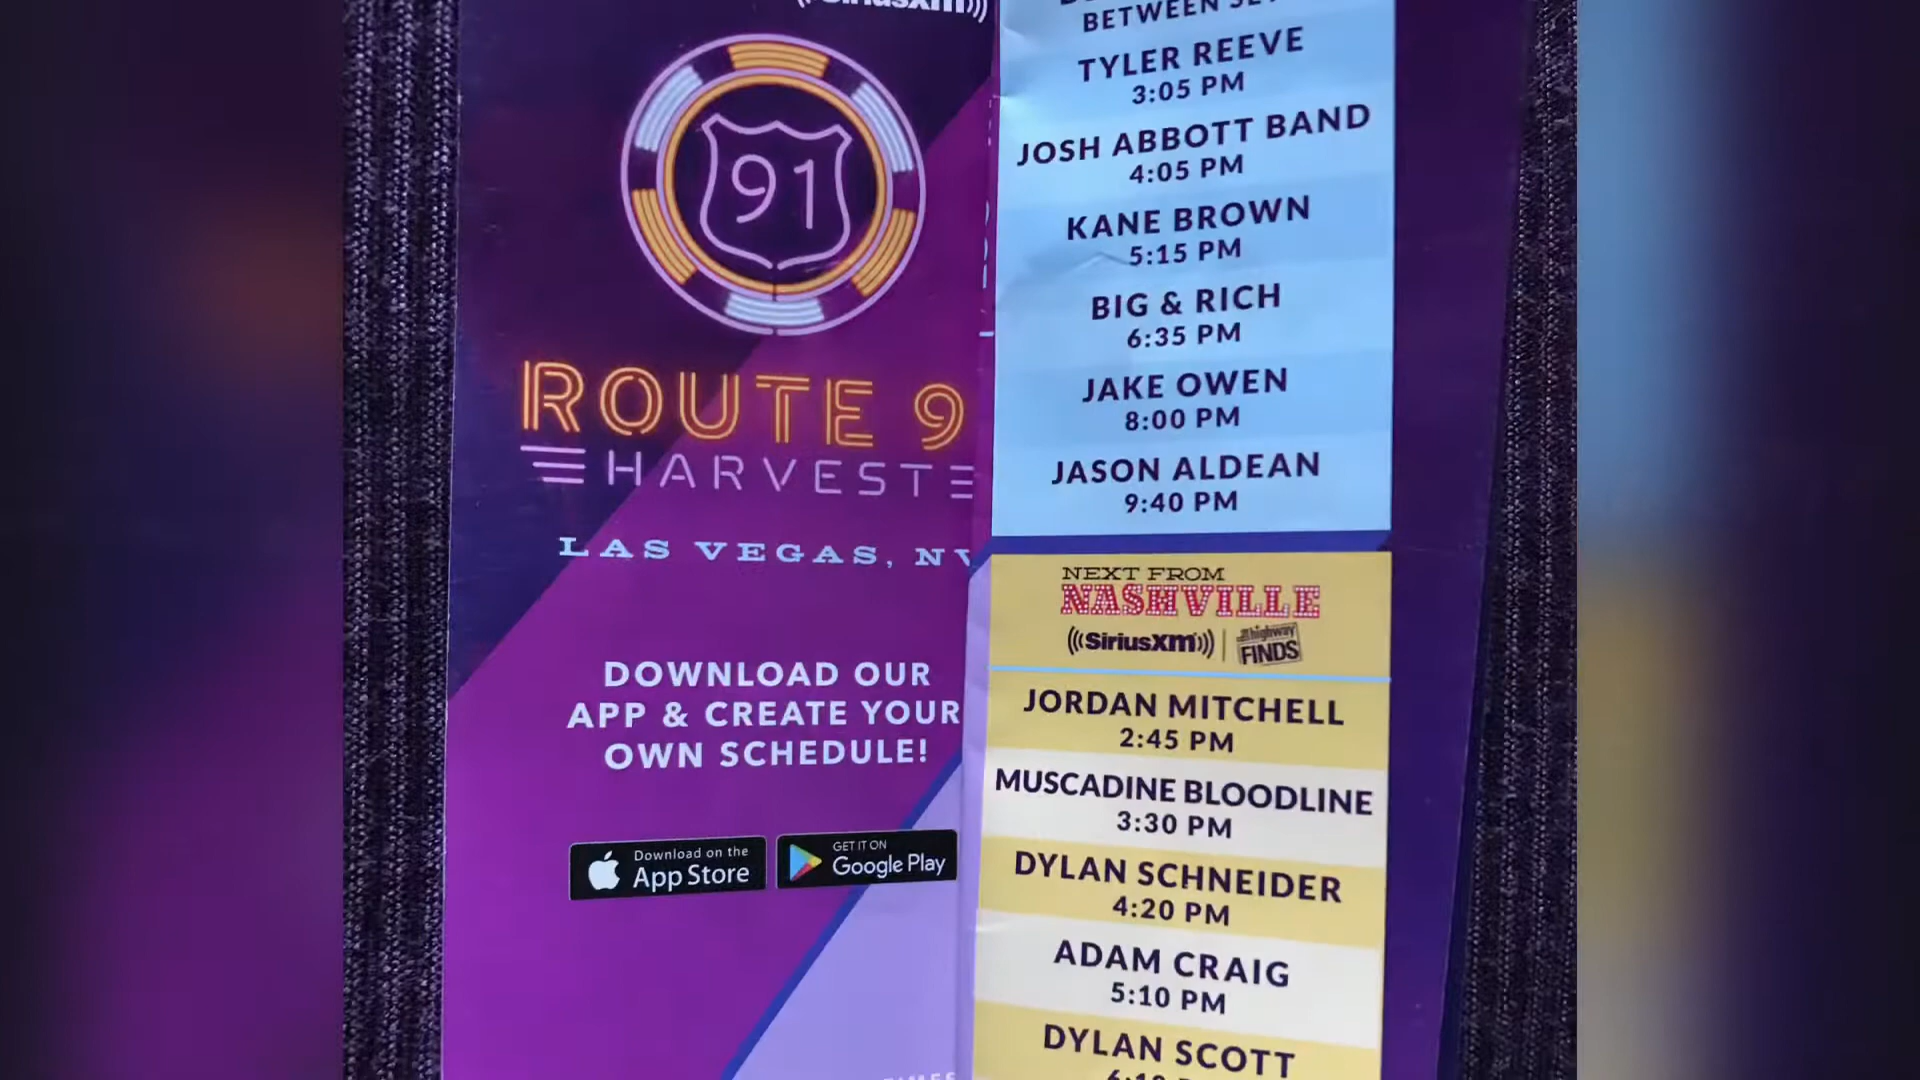 ((SiriusXM))
91
ROUTE 9
HARVEST
LAS VEGAS, NV
DOWNLOAD OUR
APP & CREATE YOUR
OWN SCHEDULE!
Download on the
App Store
GET IT ON
Google Play
BETWEEN
TYLER REEVE
3:05 PM
JOSH ABBOTT BAND
4:05 PM
KANE BROWN
5:15 PM
BIG & RICH
6:35 PM
JAKE OWEN
8:00 PM
JASON ALDEAN
9:40 PM
NEXT FROM
NASHVILLE
((SiriusXM)) | the highway
FINDS
JORDAN MITCHELL
2:45 PM
MUSCADINE BLOODLINE
3:30 PM
DYLAN SCHNEIDER
4:20 PM
ADAM CRAIG
5:10 PM
DYLAN SCOTT